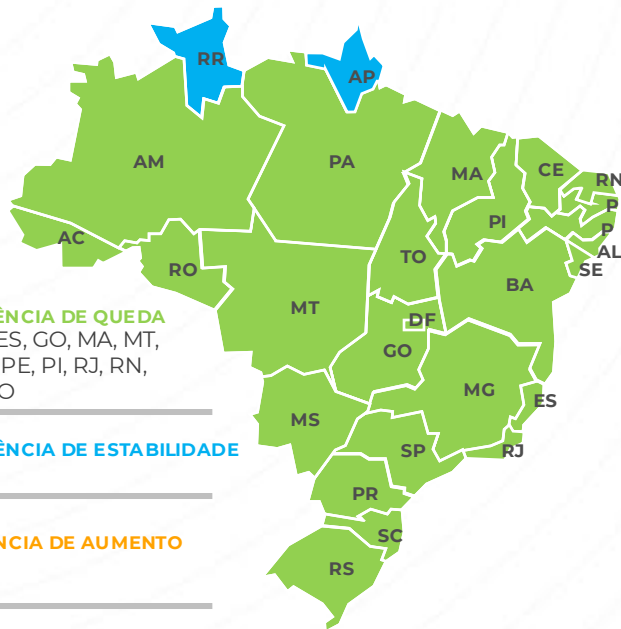 RR
AP
AM
PA
MA
CE
RN
P
PI
P
AC
TO
AL
RO
SE
BA
MT
ÊNCIA DE QUEDA
ES, GO, MA, MT,
PE, PI, RJ, RN,
O
DF
GO
MG
ES
MS
ÊNCIA DE ESTABILIDADE
SP
RJ
PR
SC
NCIA DE AUMENTO
RS